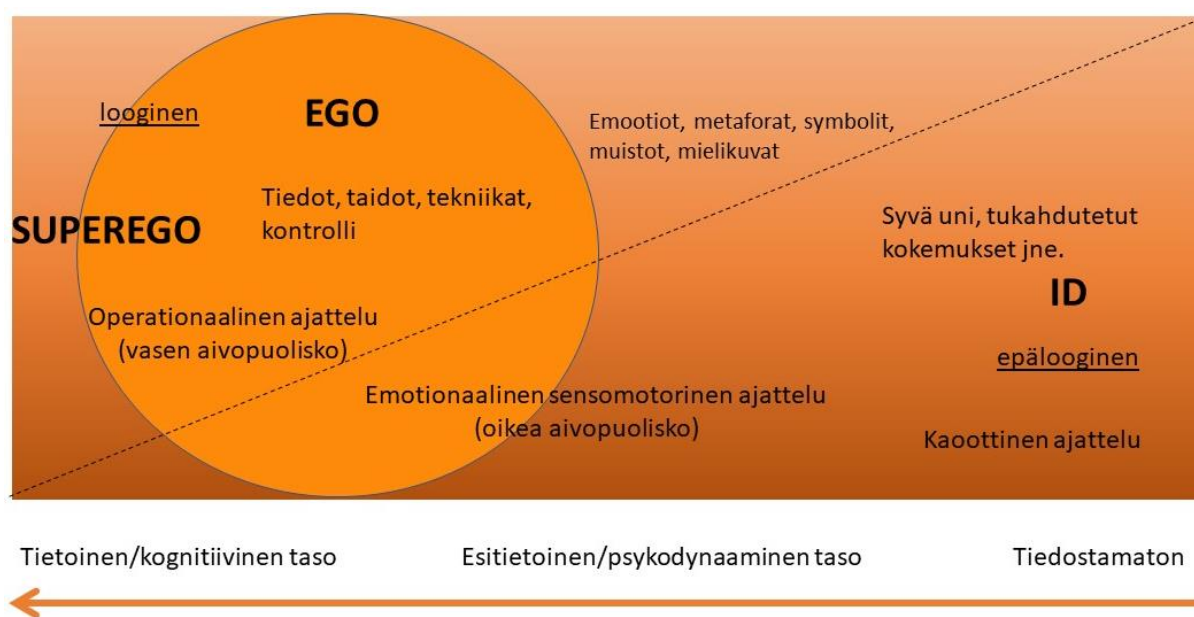 looginen
EGO
Emootiot, metaforat, symbolit,
muistot, mielikuvat
Tiedot, taidot, tekniikat,
kontrolli
SUPEREGO
Syvä uni, tukahdutetut
kokemukset jne.
ID
Operationaalinen ajattelu
(vasen aivopuolisko)
epälooginen
Emotionaalinen sensomotorinen ajattelu
(oikea aivopuolisko)
Kaoottinen ajattelu
Tietoinen/kognitiivinen taso
Esitietoinen/psykodynaaminen taso
Tiedostamaton